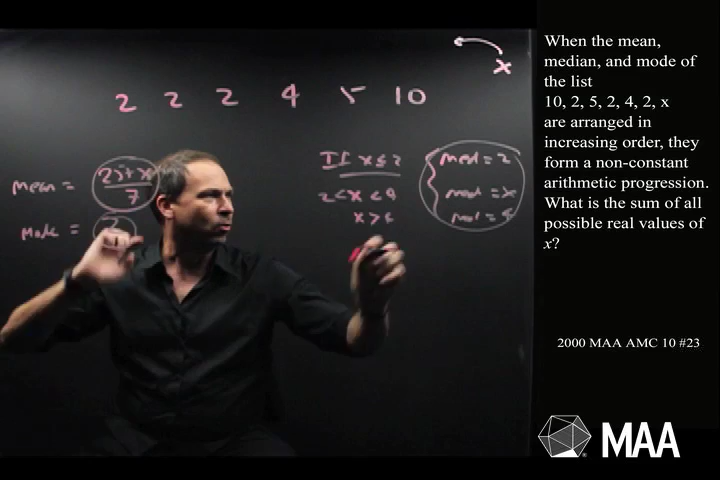 x
2 2 2 4 5 10
mean = 25+x
7
mode = 2
If x ≤ 2 med = 2
2 < x < 4 med = x
x > 4 med = 4
When the mean,
median, and mode of
the list
10, 2, 5, 2, 4, 2, x
are arranged in
increasing order, they
form a non-constant
arithmetic progression.
What is the sum of all
possible real values of
x?
2000 MAA AMC 10 #23
MAA